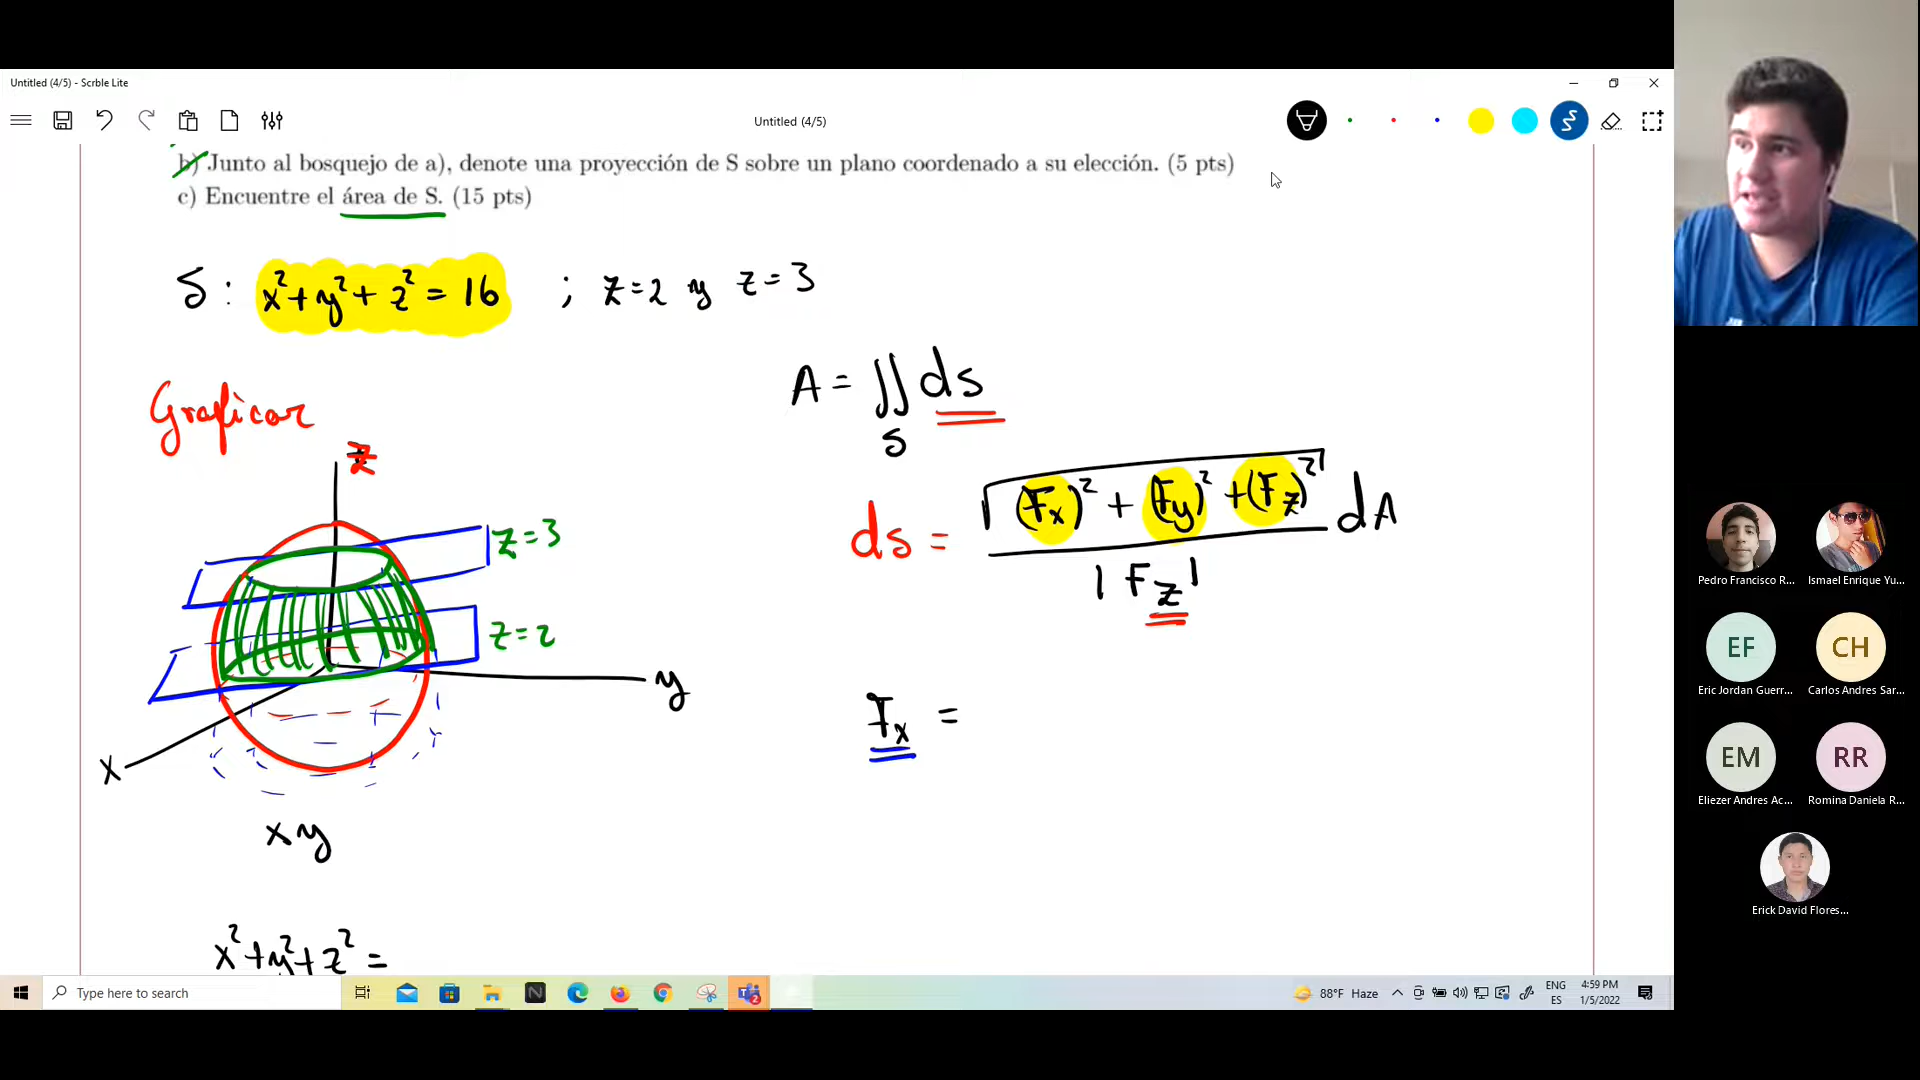 Untitled (4/5) - Scrble Lite
Untitled (4/5)
b) Junto al bosquejo de a), denote una proyección de S sobre un plano coordenado a su elección. (5 pts)
c) Encuentre el área de S. (15 pts)
S: x²+y²+z² = 16 ; z=2 y z=3
Graficar
A = ∬ ds
S
z
ds = √((Fx)² + (Fy)² + (Fz)²) dA
|Fz|
z=3
z=2
y
x
Fx =
xy
x²+y²+z² =
Pedro Francisco R...
Ismael Enrique Yu...
EF
CH
Eric Jordan Guerr...
Carlos Andres Sar...
EM
RR
Eliezer Andres Ac...
Romina Daniela R...
Erick David Flores...
Type here to search
N
2
88°F Haze
ENG
ES
4:59 PM
1/5/2022